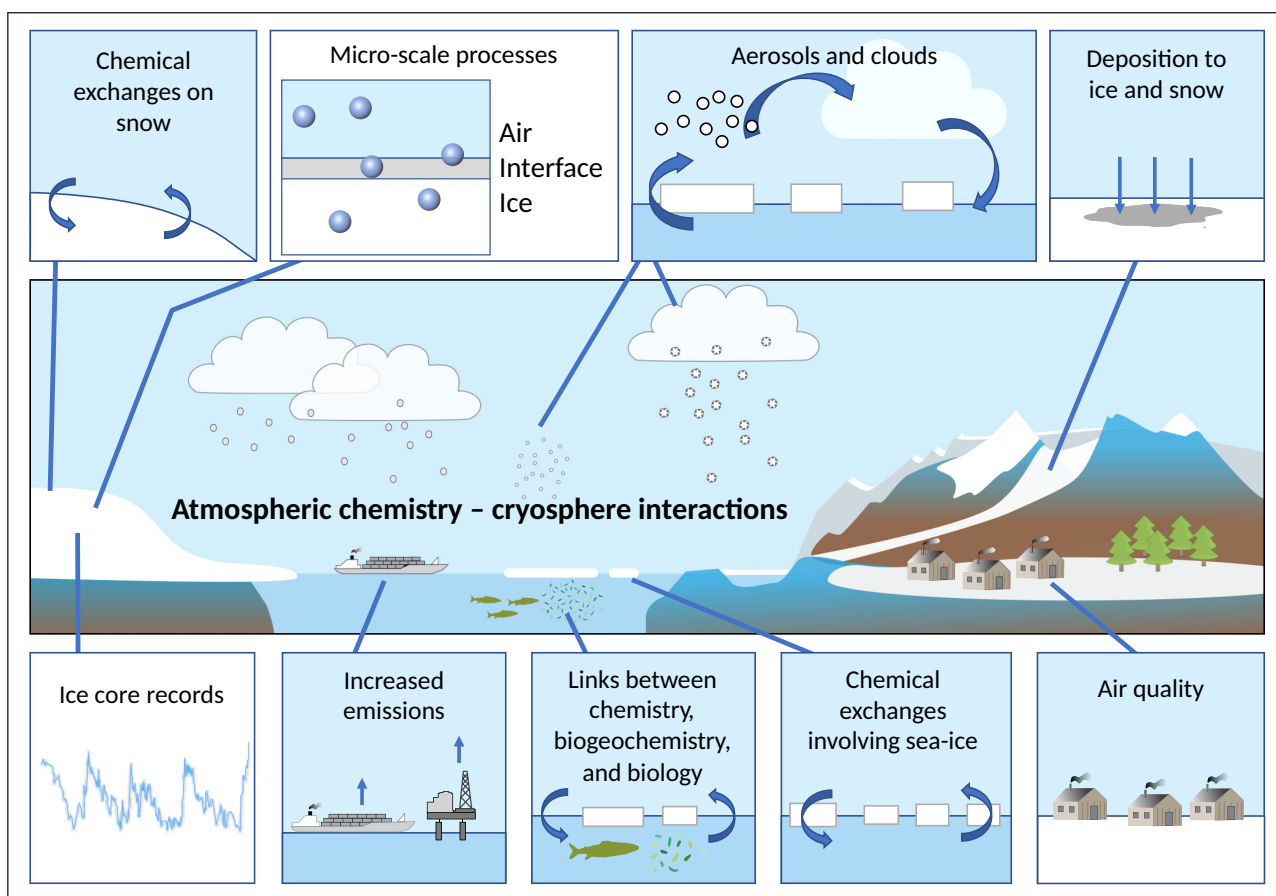 Chemical
exchanges on
snow
Micro-scale processes
Air
Interface
Ice
Aerosols and clouds
Deposition to
ice and snow
Atmospheric chemistry – cryosphere interactions
Ice core records
Increased
emissions
Links between
chemistry,
biogeochemistry,
and biology
Chemical
exchanges
involving sea-ice
Air quality